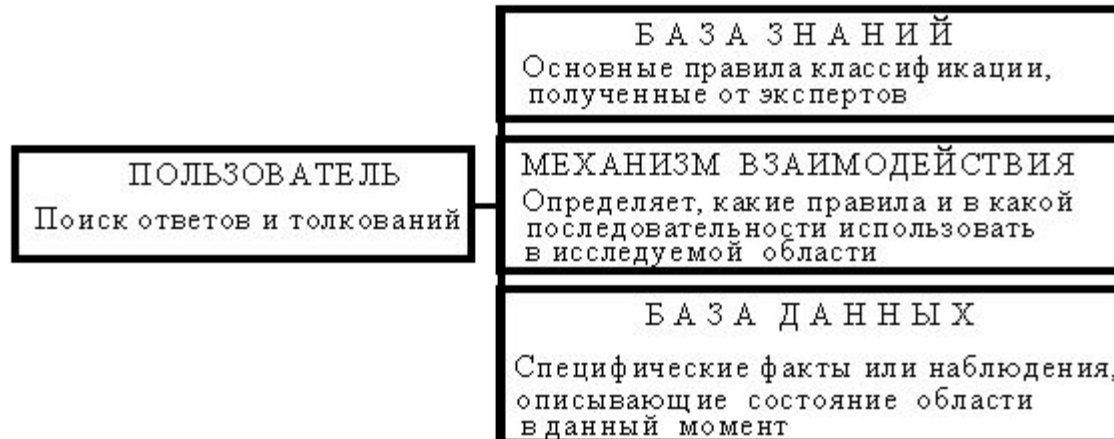 БАЗА ЗНАНИЙ
Основные правила классификации,
полученные от экспертов
ПОЛЬЗОВАТЕЛЬ
Поиск ответов и толкований
МЕХАНИЗМ ВЗАИМОДЕЙСТВИЯ
Определяет, какие правила и в какой
последовательности использовать
в исследуемой области
БАЗА ДАННЫХ
Специфические факты или наблюдения,
описывающие состояние области
в данный момент